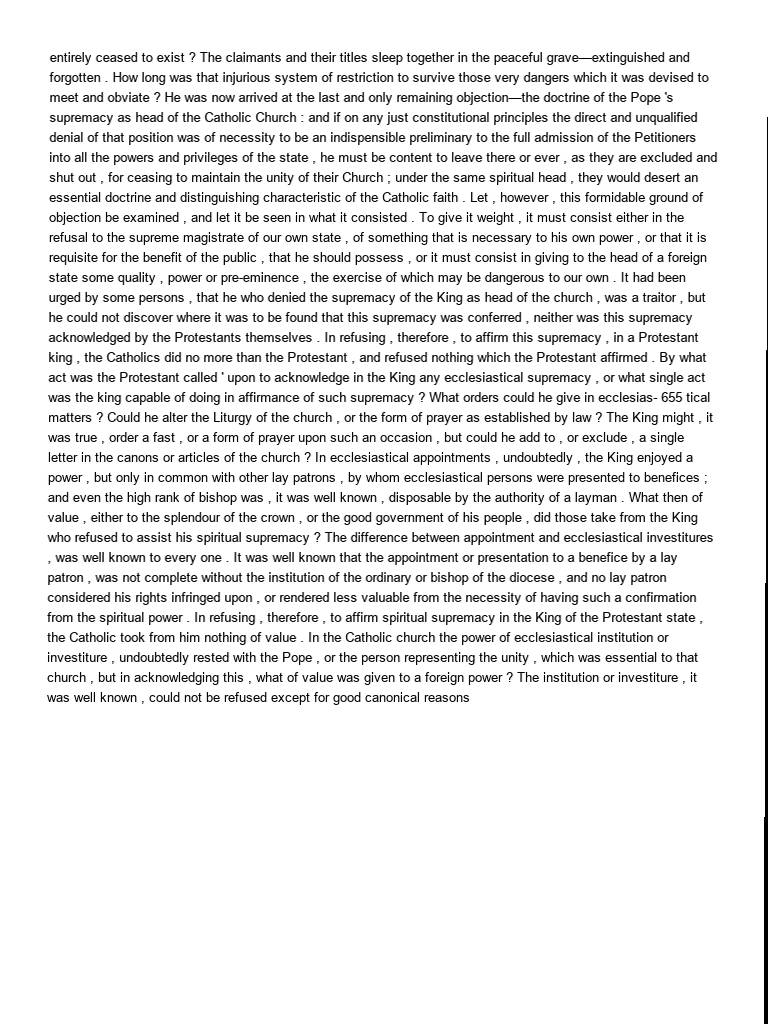 entirely ceased to exist ? The claimants and their titles sleep together in the peaceful grave—extinguished and
forgotten . How long was that injurious system of restriction to survive those very dangers which it was devised to
meet and obviate ? He was now arrived at the last and only remaining objection—the doctrine of the Pope 's
supremacy as head of the Catholic Church : and if on any just constitutional principles the direct and unqualified
denial of that position was of necessity to be an indispensible preliminary to the full admission of the Petitioners
into all the powers and privileges of the state , he must be content to leave there or ever , as they are excluded and
shut out , for ceasing to maintain the unity of their Church ; under the same spiritual head , they would desert an
essential doctrine and distinguishing characteristic of the Catholic faith . Let , however , this formidable ground of
objection be examined , and let it be seen in what it consisted . To give it weight , it must consist either in the
refusal to the supreme magistrate of our own state , of something that is necessary to his own power , or that it is
requisite for the benefit of the public , that he should possess , or it must consist in giving to the head of a foreign
state some quality , power or pre-eminence , the exercise of which may be dangerous to our own . It had been
urged by some persons , that he who denied the supremacy of the King as head of the church , was a traitor , but
he could not discover where it was to be found that this supremacy was conferred , neither was this supremacy
acknowledged by the Protestants themselves . In refusing , therefore , to affirm this supremacy , in a Protestant
king , the Catholics did no more than the Protestant , and refused nothing which the Protestant affirmed . By what
act was the Protestant called ' upon to acknowledge in the King any ecclesiastical supremacy , or what single act
was the king capable of doing in affirmance of such supremacy ? What orders could he give in ecclesias- 655 tical
matters ? Could he alter the Liturgy of the church , or the form of prayer as established by law ? The King might , it
was true , order a fast , or a form of prayer upon such an occasion , but could he add to , or exclude , a single
letter in the canons or articles of the church ? In ecclesiastical appointments , undoubtedly , the King enjoyed a
power , but only in common with other lay patrons , by whom ecclesiastical persons were presented to benefices ;
and even the high rank of bishop was , it was well known , disposable by the authority of a layman . What then of
value , either to the splendour of the crown , or the good government of his people , did those take from the King
who refused to assist his spiritual supremacy ? The difference between appointment and ecclesiastical investitures
, was well known to every one . It was well known that the appointment or presentation to a benefice by a lay
patron , was not complete without the institution of the ordinary or bishop of the diocese , and no lay patron
considered his rights infringed upon , or rendered less valuable from the necessity of having such a confirmation
from the spiritual power . In refusing , therefore , to affirm spiritual supremacy in the King of the Protestant state ,
the Catholic took from him nothing of value . In the Catholic church the power of ecclesiastical institution or
investiture , undoubtedly rested with the Pope , or the person representing the unity , which was essential to that
church , but in acknowledging this , what of value was given to a foreign power ? The institution or investiture , it
was well known , could not be refused except for good canonical reasons